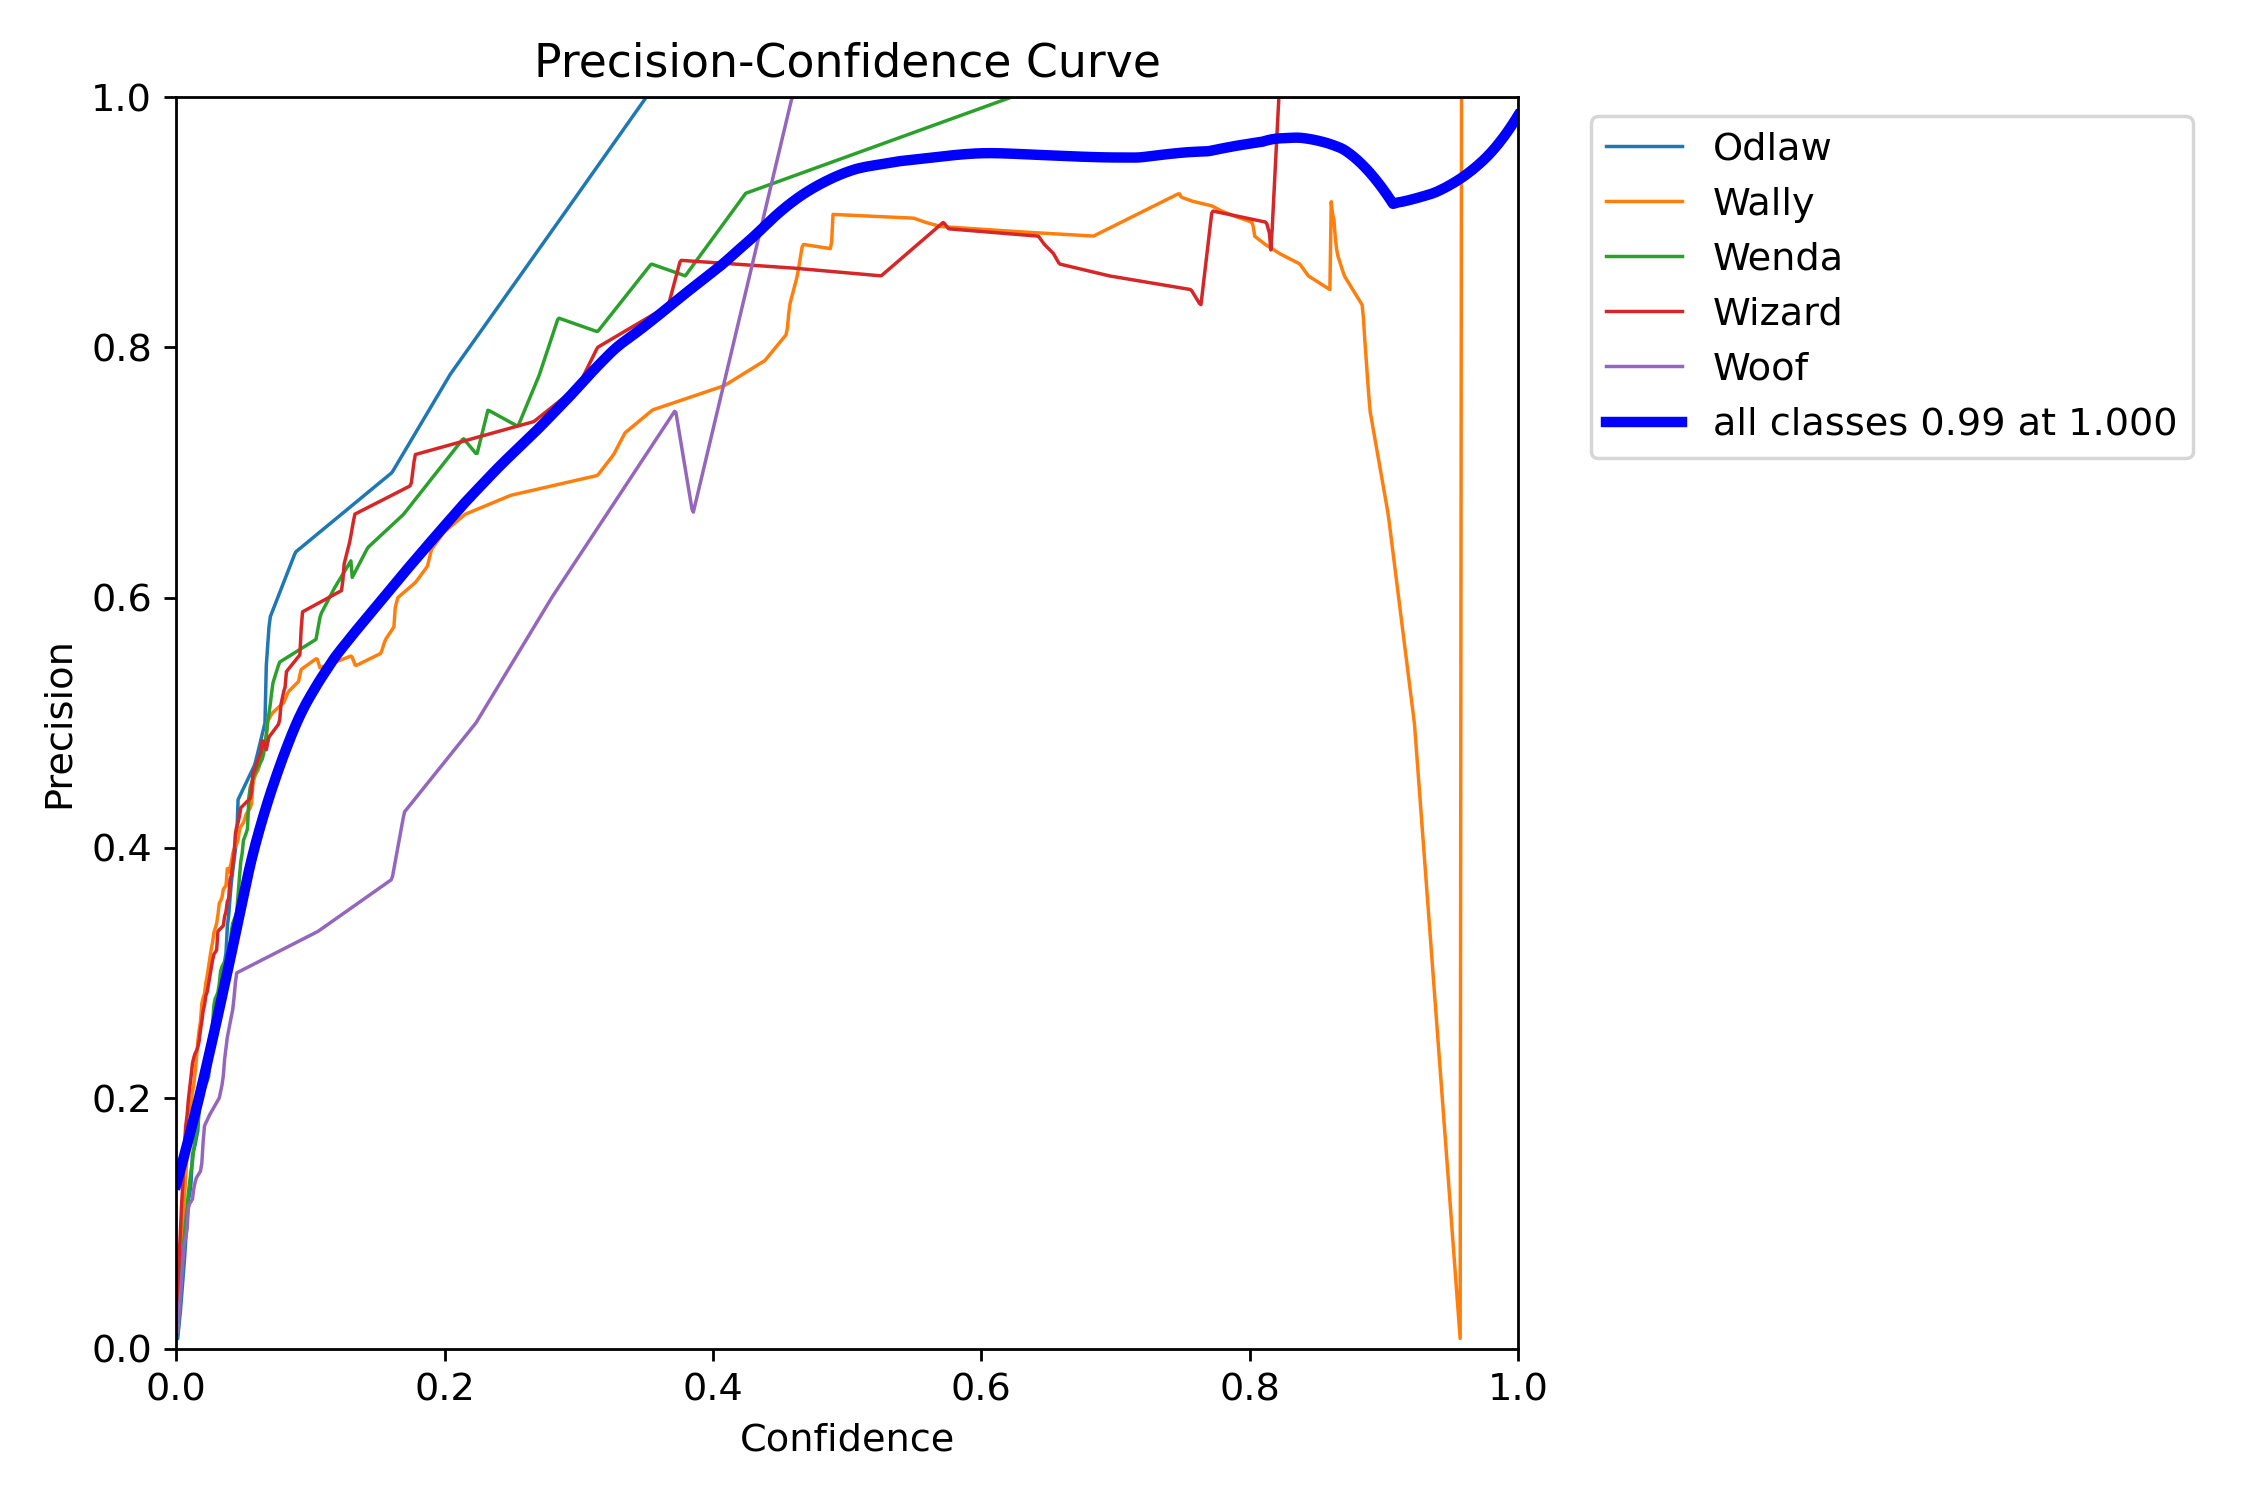 Precision-Confidence Curve
1.0
0.8
0.6
0.4
0.2
0.0
Precision
0.0 0.2 0.4 0.6 0.8 1.0
Confidence
Odlaw
Wally
Wenda
Wizard
Woof
all classes 0.99 at 1.000